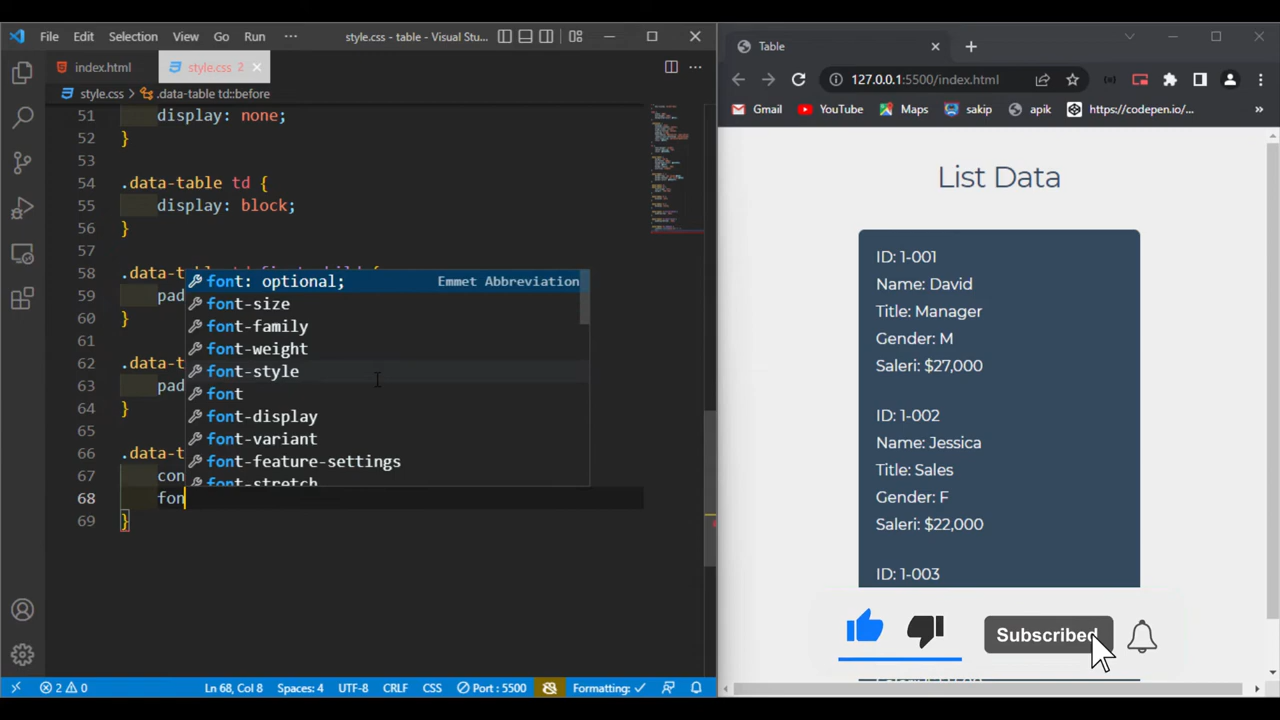 File Edit Selection View Go Run ··· style.css - table - Visual Stu...
index.html
style.css 2
style.css > .data-table td::before
51 display: none;
52 }
53
54 .data-table td {
55 display: block;
56 }
57
58 .data-t
59 pad
60 }
61
62 .data-t
63 pad
64 }
65
66 .data-t
67 con
68 fon
69 }
font: optional; Emmet Abbreviation
font-size
font-family
font-weight
font-style
font
font-display
font-variant
font-feature-settings
font-stretch
2 0 Ln 68, Col 8 Spaces: 4 UTF-8 CRLF CSS Port : 5500 Formatting: ✓
Table
127.0.0.1:5500/index.html
Gmail YouTube Maps sakip apik https://codepen.io/... »
List Data
ID: 1-001
Name: David
Title: Manager
Gender: M
Saleri: $27,000
ID: 1-002
Name: Jessica
Title: Sales
Gender: F
Saleri: $22,000
ID: 1-003
Subscribed